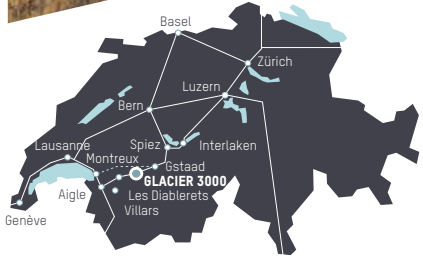 Basel
Zürich
Luzern
Bern
Lausanne
Spiez
Interlaken
Montreux
Gstaad
GLACIER 3000
Aigle
Les Diablerets
Villars
Genève